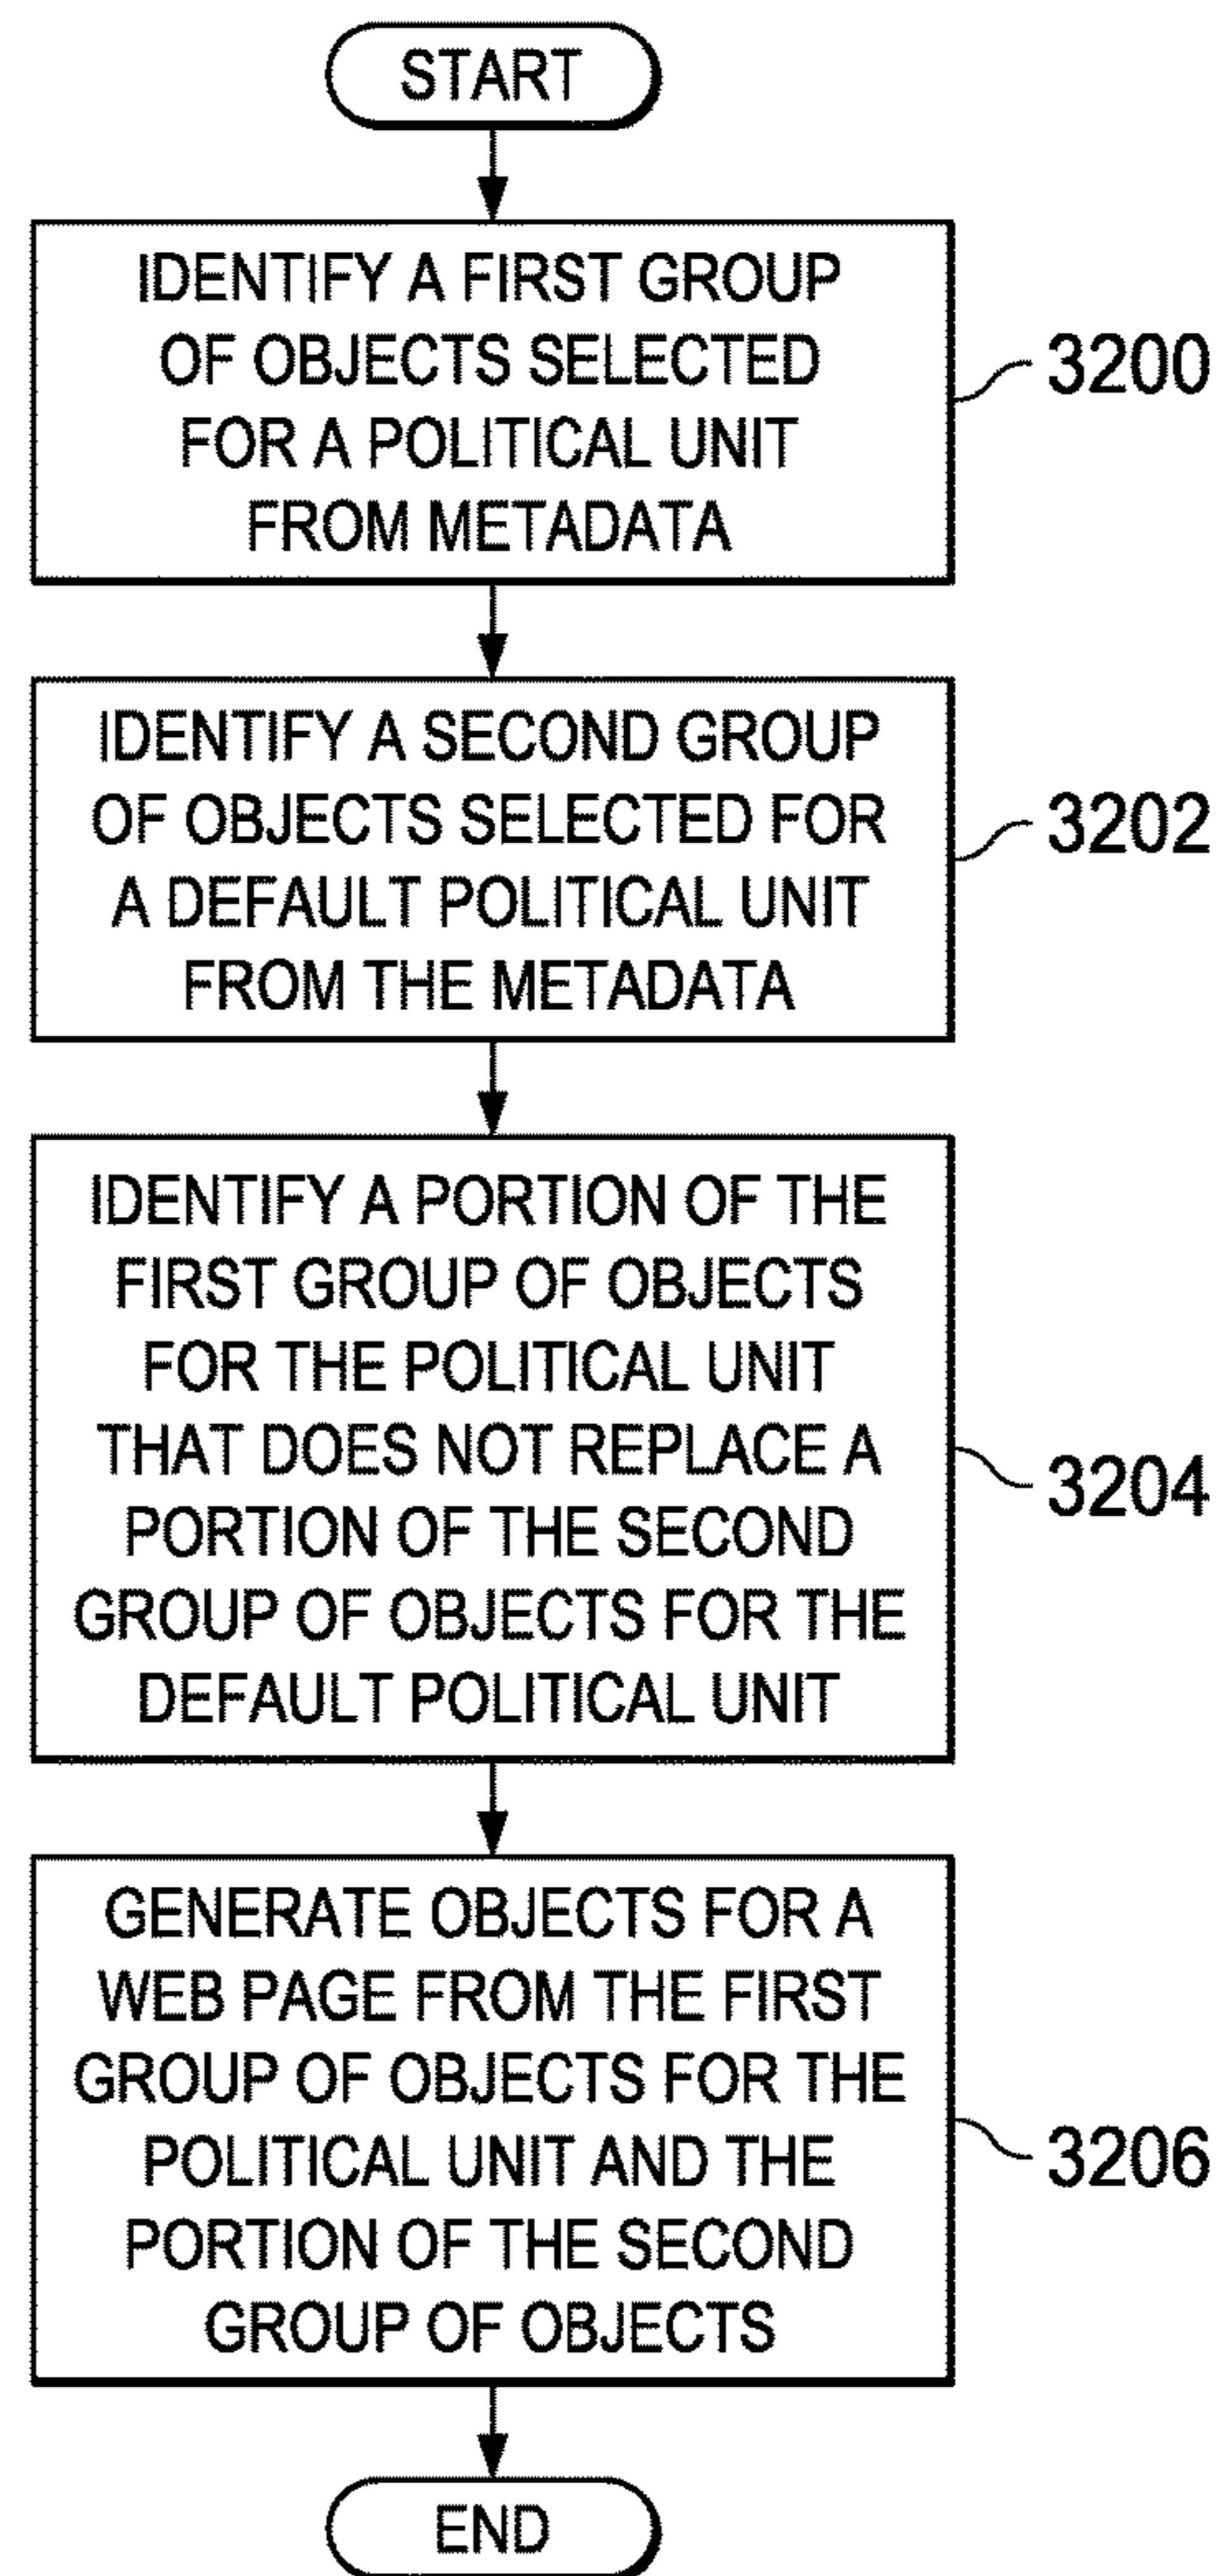 START
IDENTIFY A FIRST GROUP
OF OBJECTS SELECTED
FOR A POLITICAL UNIT
FROM METADATA
3200
IDENTIFY A SECOND GROUP
OF OBJECTS SELECTED FOR
A DEFAULT POLITICAL UNIT
FROM THE METADATA
3202
IDENTIFY A PORTION OF THE
FIRST GROUP OF OBJECTS
FOR THE POLITICAL UNIT
THAT DOES NOT REPLACE A
PORTION OF THE SECOND
GROUP OF OBJECTS FOR THE
DEFAULT POLITICAL UNIT
3204
GENERATE OBJECTS FOR A
WEB PAGE FROM THE FIRST
GROUP OF OBJECTS FOR THE
POLITICAL UNIT AND THE
PORTION OF THE SECOND
GROUP OF OBJECTS
3206
END